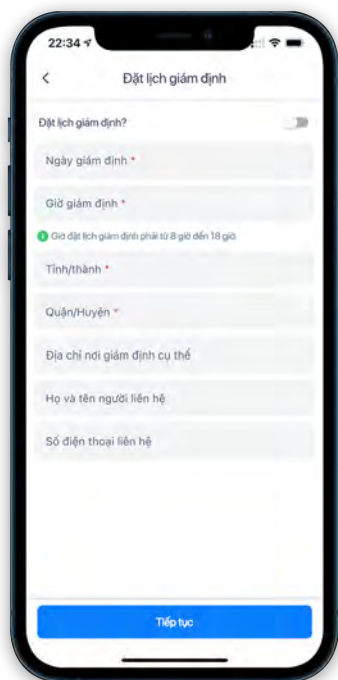 22:34
Đặt lịch giám định
Đặt lịch giám định?
Ngày giám định *
Giờ giám định *
Giờ đặt lịch giám định phải từ 8 giờ đến 18 giờ.
Tỉnh/thành *
Quận/Huyện *
Địa chỉ nơi giám định cụ thể
Họ và tên người liên hệ
Số điện thoại liên hệ
Tiếp tục